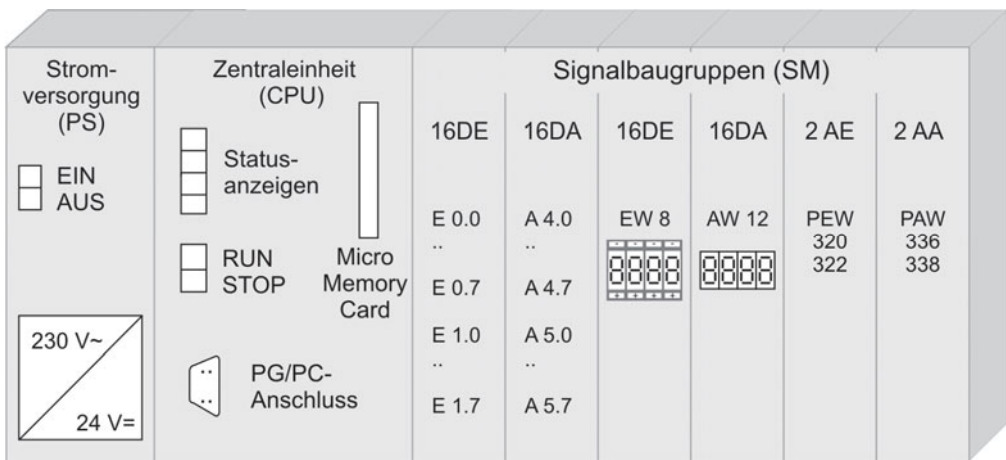 Strom-
versorgung
(PS)
EIN
AUS
230 V~
24 V=
Zentraleinheit
(CPU)
Status-
anzeigen
RUN
STOP
Micro
Memory
Card
PG/PC-
Anschluss
Signalbaugruppen (SM)
16DE
E 0.0
..
E 0.7
E 1.0
..
E 1.7
16DA
A 4.0
..
A 4.7
A 5.0
..
A 5.7
16DE
EW 8
- - - -
8888
+ + + +
16DA
AW 12
8888
2 AE
PEW
320
322
2 AA
PAW
336
338